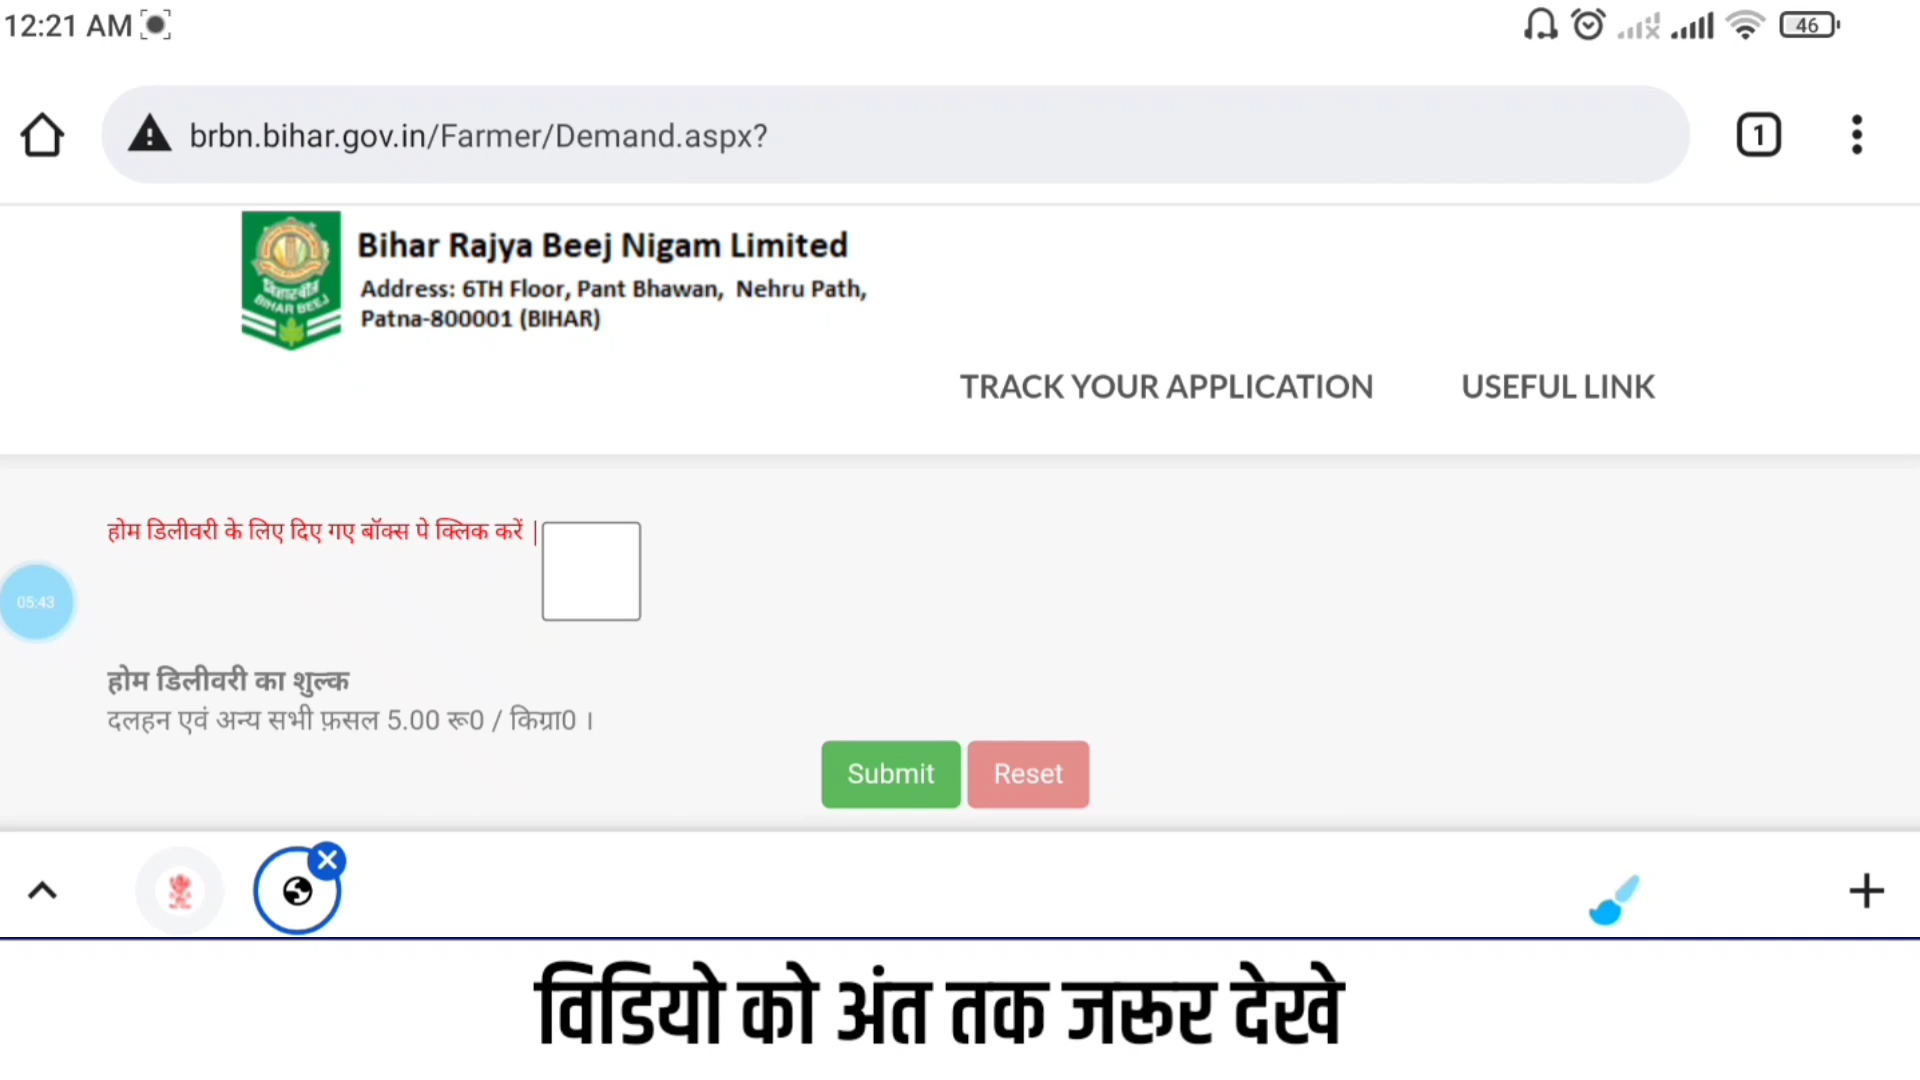 12:21 AM
46
brbn.bihar.gov.in/Farmer/Demand.aspx?
1
बिहार बीज
BIHAR BEEJ
Bihar Rajya Beej Nigam Limited
Address: 6TH Floor, Pant Bhawan, Nehru Path,
Patna-800001 (BIHAR)
TRACK YOUR APPLICATION USEFUL LINK
होम डिलीवरी के लिए दिए गए बॉक्स पे क्लिक करें |
05:43
होम डिलीवरी का शुल्क
दलहन एवं अन्य सभी फ़सल 5.00 रू0 / किग्रा0 ।
Submit Reset
विडियो को अंत तक जरूर देखे